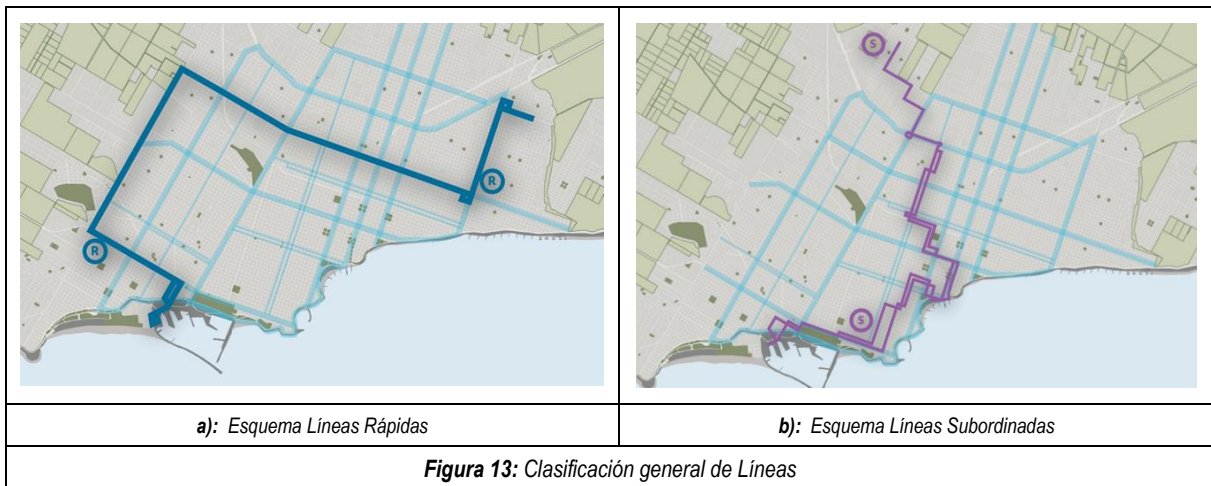 R
R
S
S
a): Esquema Líneas Rápidas
b): Esquema Líneas Subordinadas
Figura 13: Clasificación general de Líneas